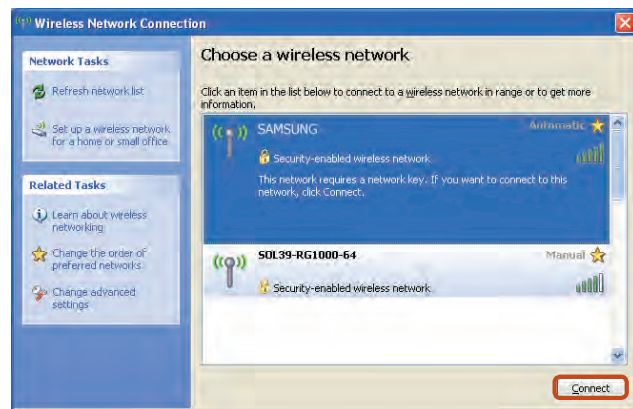 Wireless Network Connection
Network Tasks
Refresh network list
Set up a wireless network
for a home or small office
Related Tasks
Learn about wireless
networking
Change the order of
preferred networks
Change advanced
settings
Choose a wireless network
Click an item in the list below to connect to a wireless network in range or to get more
information.
SAMSUNG
Automatic
Security-enabled wireless network
This network requires a network key. If you want to connect to this
network, click Connect.
SOL39-RG1000-64
Manual
Security-enabled wireless network
Connect